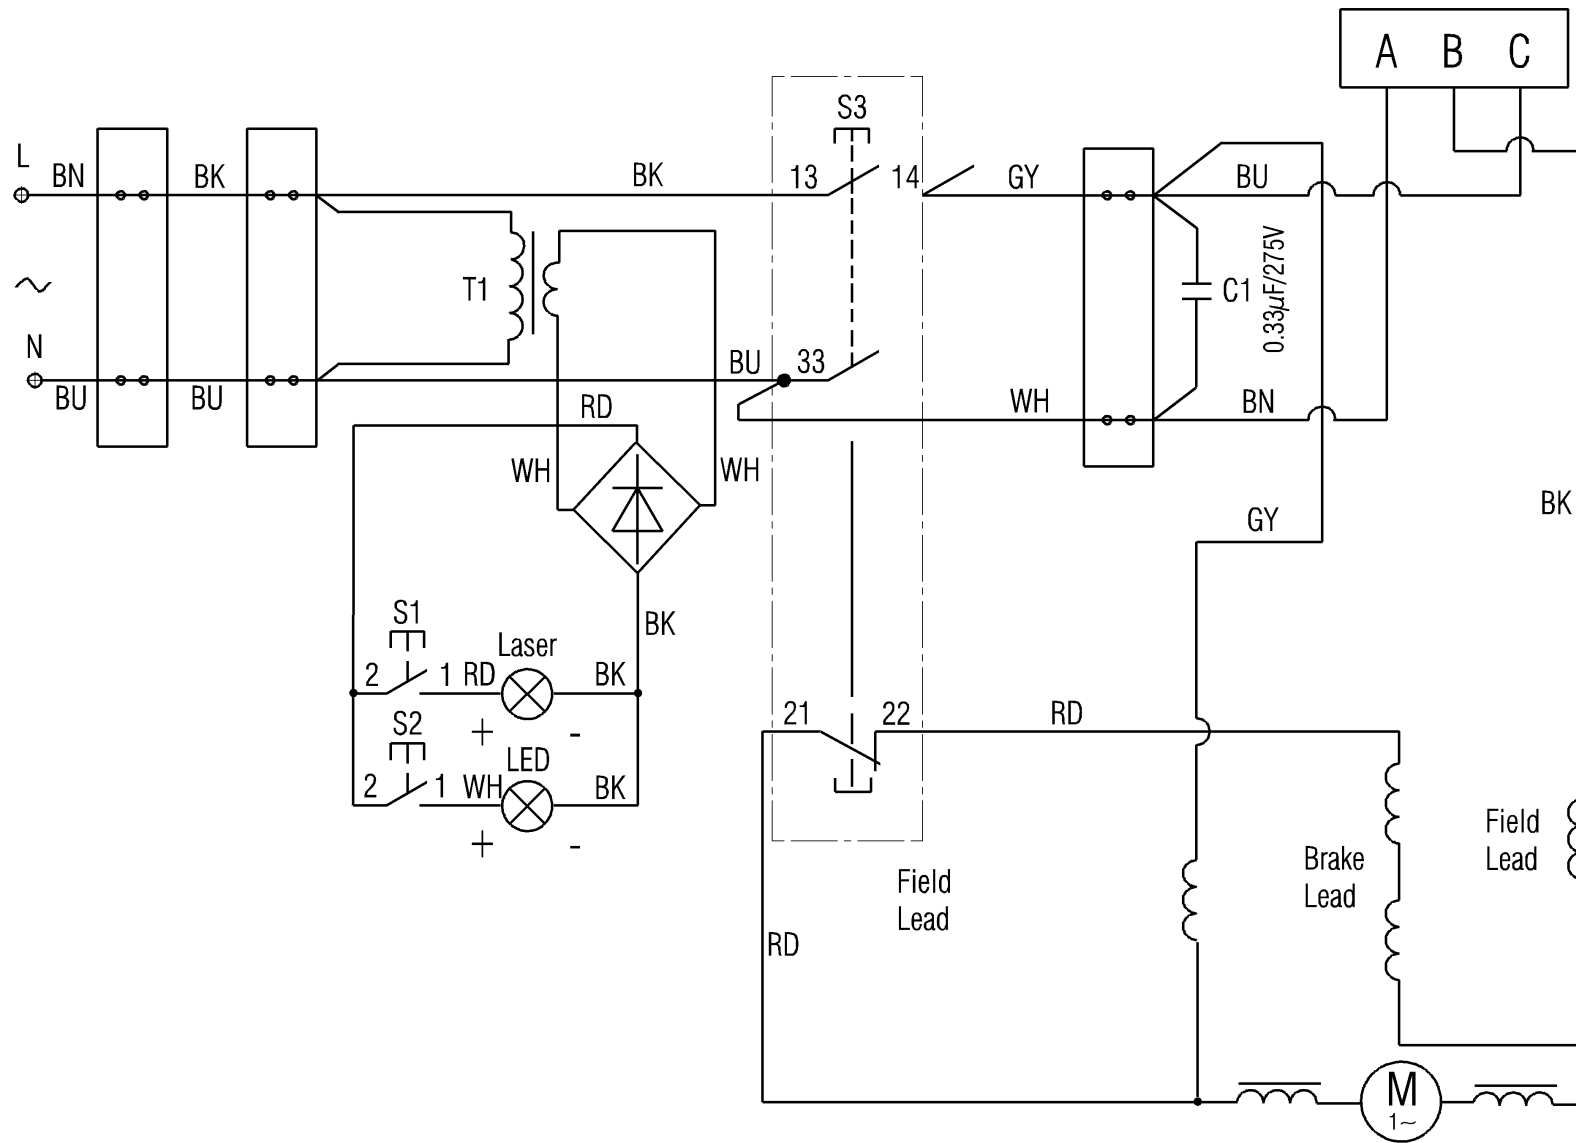 A B C
S3
L
BN BK BK 13 14 GY BU
T1 C1 0.33µF/275V
N
BU BU BU 33
RD WH BN
WH WH
BK
GY
S1
BK
Laser
2 1 RD BK
+ -
S2
21 22 RD
LED
2 1 WH BK
+ -
Field
Lead
Brake
Lead
Field
Lead
RD
M
1~